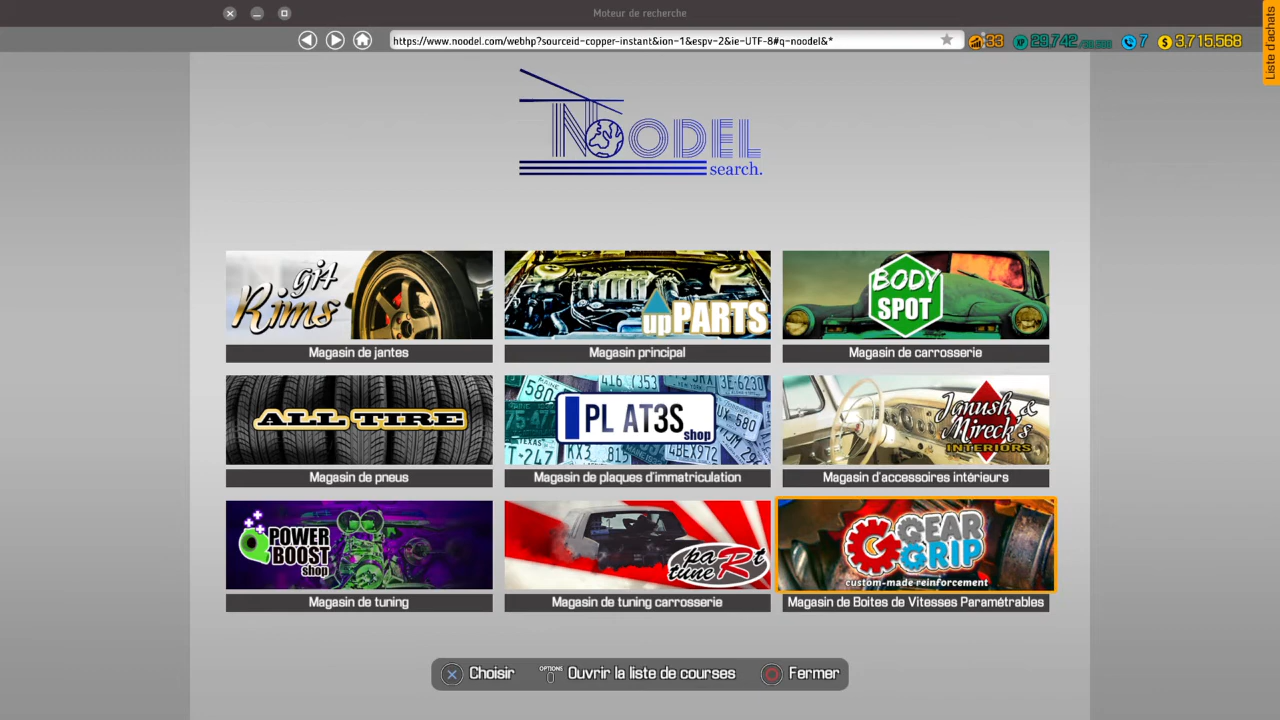 Moteur de recherche
https://www.noodel.com/webhp?sourceid-copper-instant&ion-1&espv-2&ie-UTF-8#q-noodel&*
33
7
3,715,568
Liste d'achats
NOODEL
search.
gi4
Rims
upPARTS
BODY
SPOT
Magasin de jantes
Magasin principal
Magasin de carrosserie
ALL TIRE
PL AT3S
shop
Janush &
Mireck's
INTERIORS
Magasin de pneus
Magasin de plaques d'immatriculation
Magasin d'accessoires intérieurs
POWER
BOOST
shop
paRt
tuneR
GEAR
GRIP
custom-made reinforcement
Magasin de tuning
Magasin de tuning carrosserie
Magasin de Boites de Vitesses Paramétrables
Choisir
OPTIONS
Ouvrir la liste de courses
Fermer